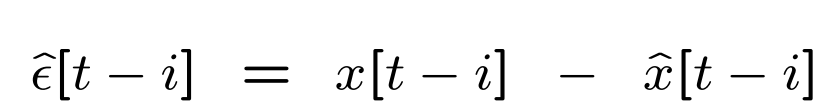 ε̂[t − i] = x[t − i] − x̂[t − i]